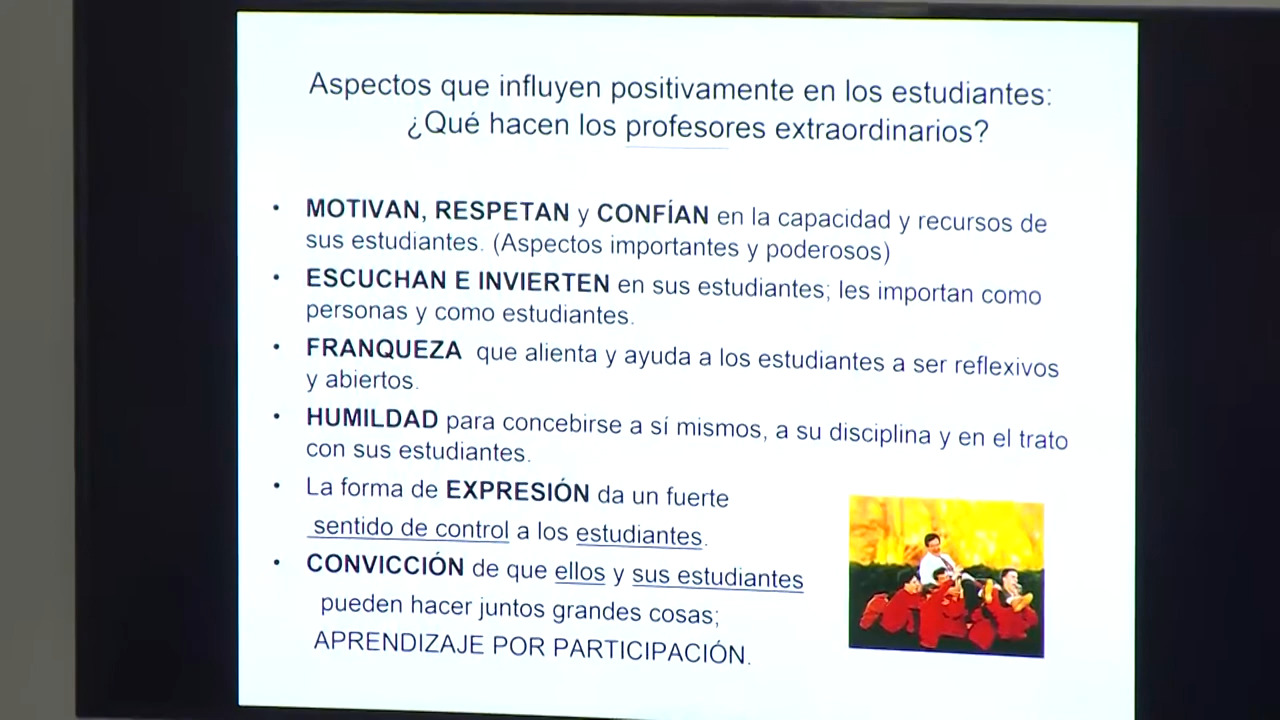 Aspectos que influyen positivamente en los estudiantes:
¿Qué hacen los profesores extraordinarios?
• MOTIVAN, RESPETAN y CONFÍAN en la capacidad y recursos de
sus estudiantes. (Aspectos importantes y poderosos)
• ESCUCHAN E INVIERTEN en sus estudiantes; les importan como
personas y como estudiantes.
• FRANQUEZA que alienta y ayuda a los estudiantes a ser reflexivos
y abiertos.
• HUMILDAD para concebirse a sí mismos, a su disciplina y en el trato
con sus estudiantes.
• La forma de EXPRESIÓN da un fuerte
sentido de control a los estudiantes.
• CONVICCIÓN de que ellos y sus estudiantes
pueden hacer juntos grandes cosas;
APRENDIZAJE POR PARTICIPACIÓN.